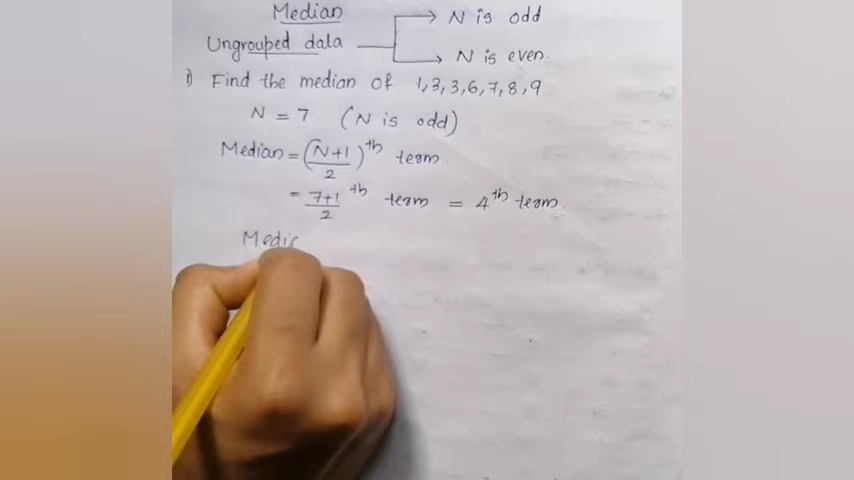 Median
N is odd
Ungrouped data
N is even.
1) Find the median of 1,3,3,6,7,8,9
N = 7 (N is odd)
Median = (N+1/2)th term.
= 7+1/2 th term = 4th term.
Medi